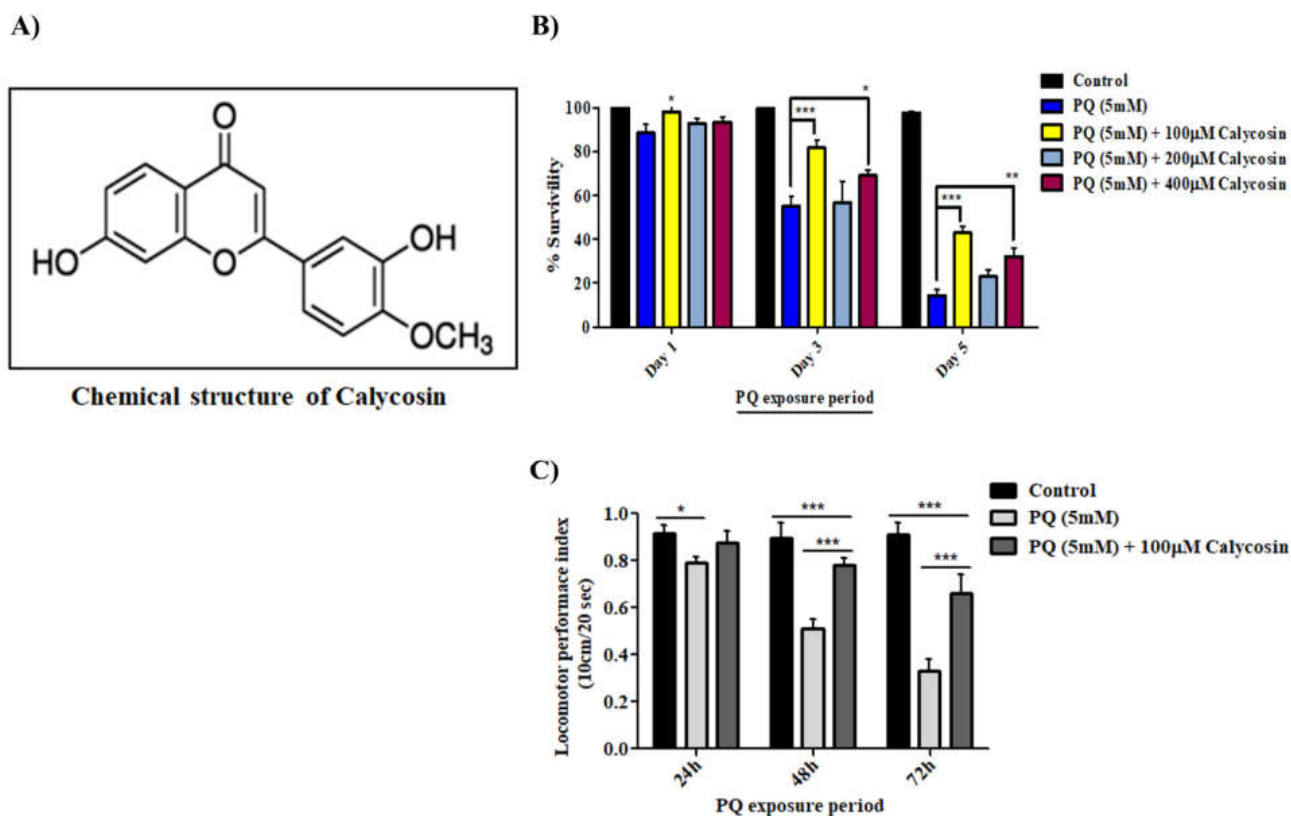 A)
O
HO
O
OH
OCH3
Chemical structure of Calycosin
B)
% Survivility
100
80
60
40
20
0
*
***
*
***
**
Day 1
Day 3
Day 5
PQ exposure period
Control
PQ (5mM)
PQ (5mM) + 100µM Calycosin
PQ (5mM) + 200µM Calycosin
PQ (5mM) + 400µM Calycosin
C)
Locomotor performace index
(10cm/20 sec)
1.0
0.8
0.6
0.4
0.2
0.0
*
***
***
***
***
24h
48h
72h
PQ exposure period
Control
PQ (5mM)
PQ (5mM) + 100µM Calycosin